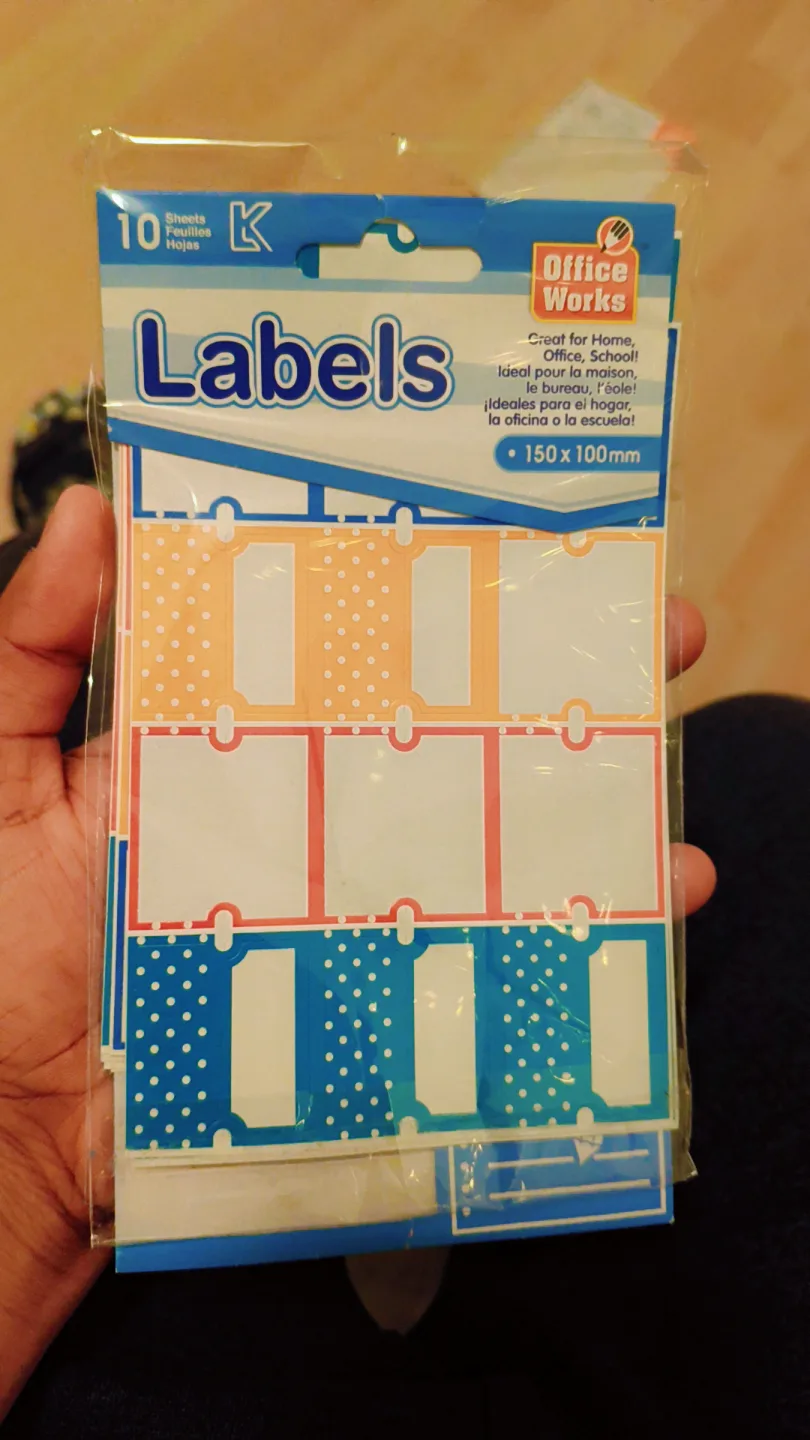 10
Sheets
Feuilles
Hojas
LK
Office
Works
Labels
Great for Home,
Office, School!
Ideal pour la maison,
le bureau, l'éole!
¡Ideales para el hogar,
la oficina o la escuela!
• 150 x 100mm